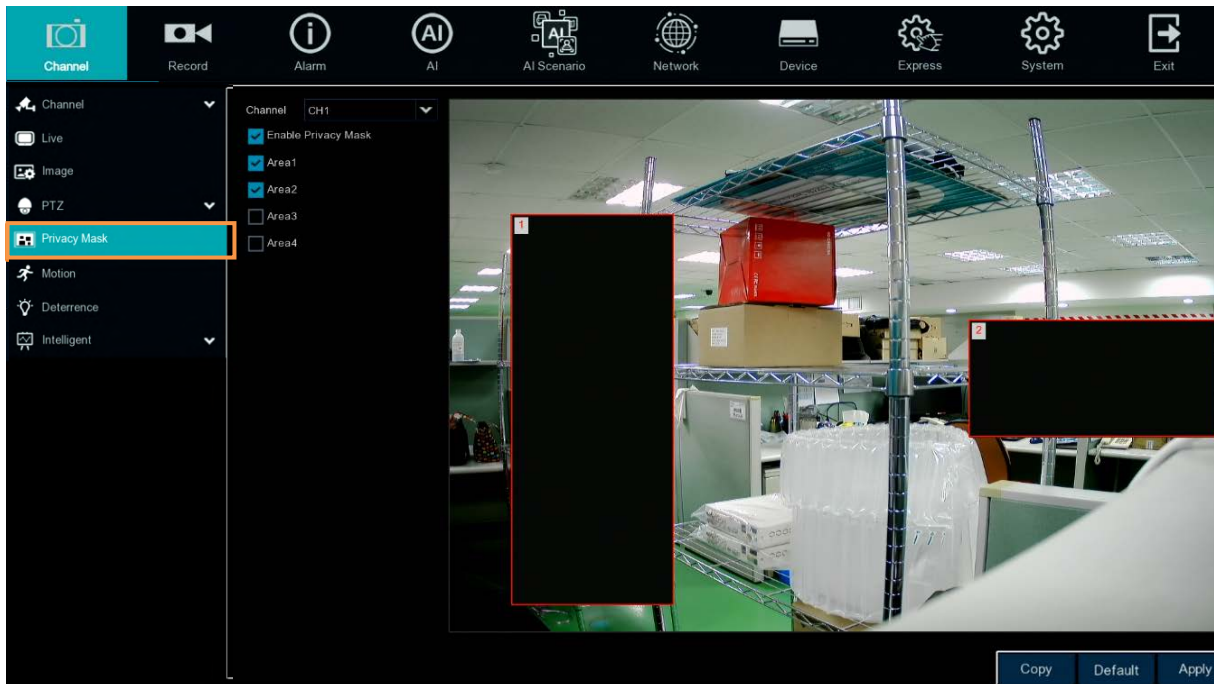 Channel Record Alarm AI AI Scenario Network Device Express System Exit
Channel
Live
Image
PTZ
Privacy Mask
Motion
Deterrence
Intelligent
Channel CH1
Enable Privacy Mask
Area1
Area2
Area3
Area4
1
2
Copy Default Apply